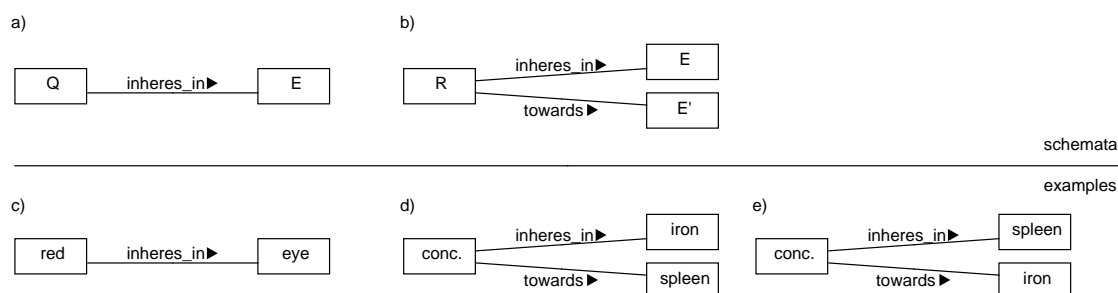 a)
Q
inheres_in▶
E
b)
R
inheres_in▶
E
towards▶
E'
schemata
examples
c)
red
inheres_in▶
eye
d)
conc.
inheres_in▶
iron
towards▶
spleen
e)
conc.
inheres_in▶
spleen
towards▶
iron